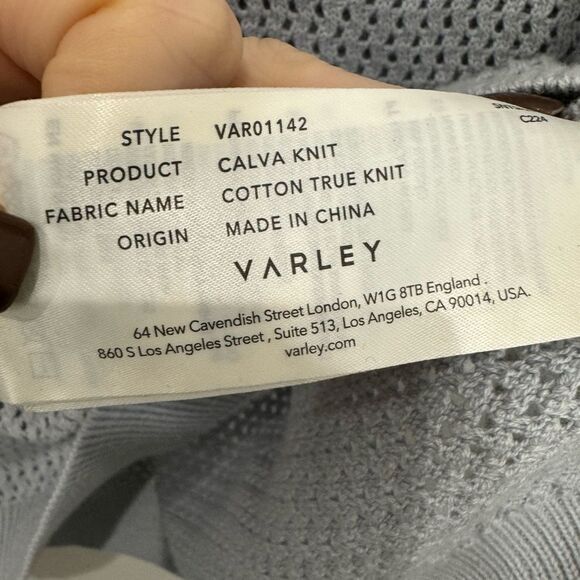 STYLE VAR01142
PRODUCT CALVA KNIT
FABRIC NAME COTTON TRUE KNIT
ORIGIN MADE IN CHINA
VARLEY
64 New Cavendish Street London, W1G 8TB England .
860 S Los Angeles Street , Suite 513, Los Angeles, CA 90014, USA.
varley.com
C224